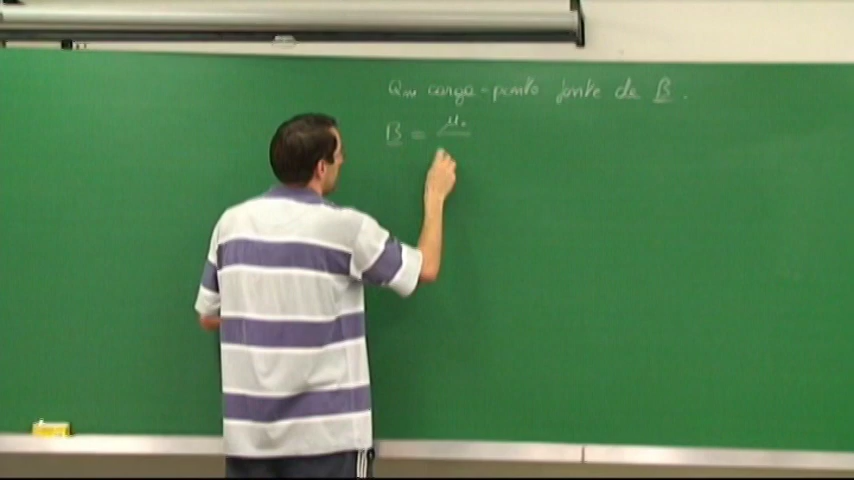 Qm carga-ponto fonte de B.
B = μ₀